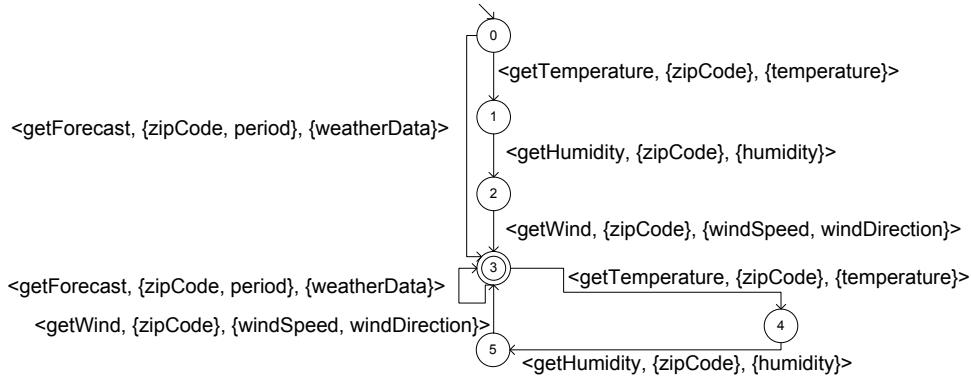 0
<getTemperature, {zipCode}, {temperature}>
1
<getForecast, {zipCode, period}, {weatherData}>
<getHumidity, {zipCode}, {humidity}>
2
<getWind, {zipCode}, {windSpeed, windDirection}>
3
<getTemperature, {zipCode}, {temperature}>
<getForecast, {zipCode, period}, {weatherData}>
<getWind, {zipCode}, {windSpeed, windDirection}>
4
5
<getHumidity, {zipCode}, {humidity}>